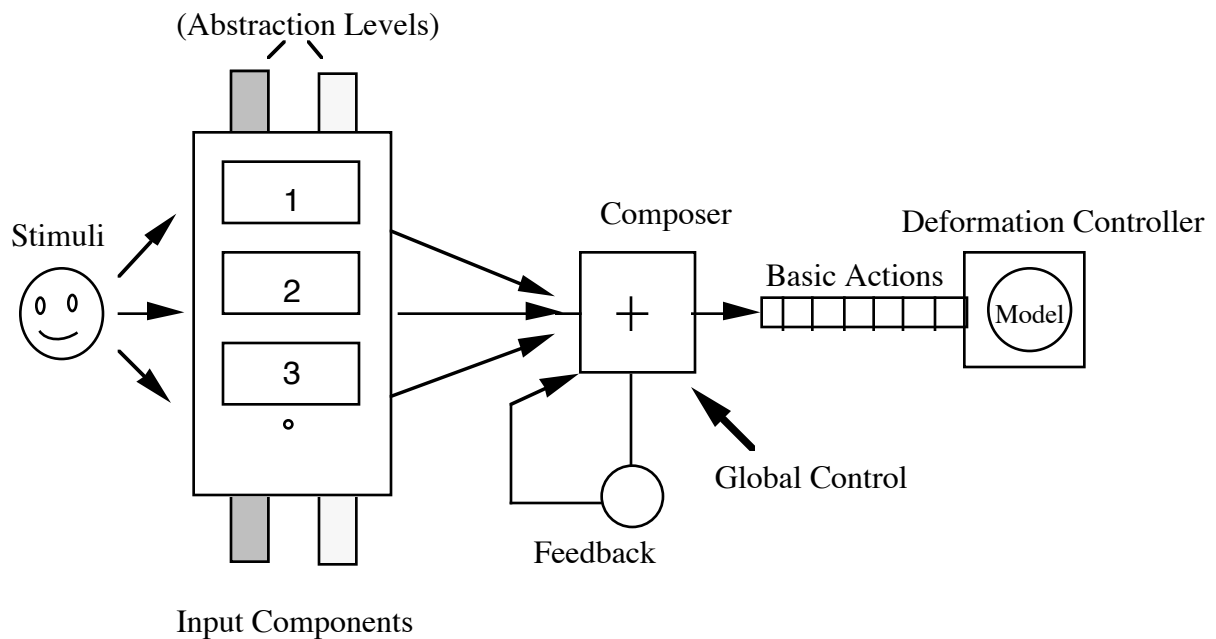 (Abstraction Levels)
1
Composer
Deformation Controller
Stimuli
Basic Actions
2
Model
3
Global Control
Feedback
Input Components